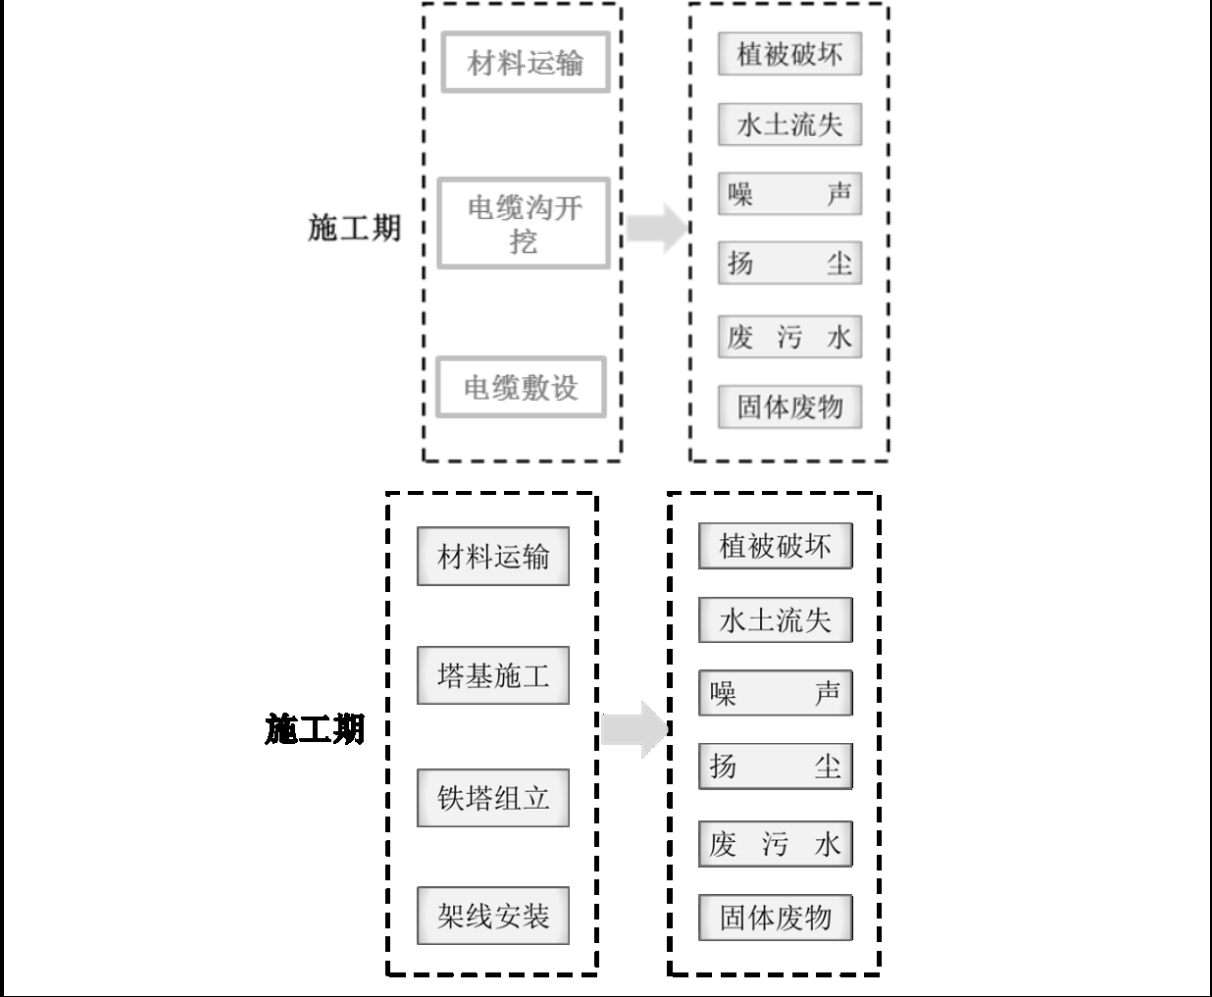 施工期
材料运输
电缆沟开
挖
电缆敷设
植被破坏
水土流失
噪 声
扬 尘
废 污 水
固体废物
施工期
材料运输
塔基施工
铁塔组立
架线安装
植被破坏
水土流失
噪 声
扬 尘
废 污 水
固体废物